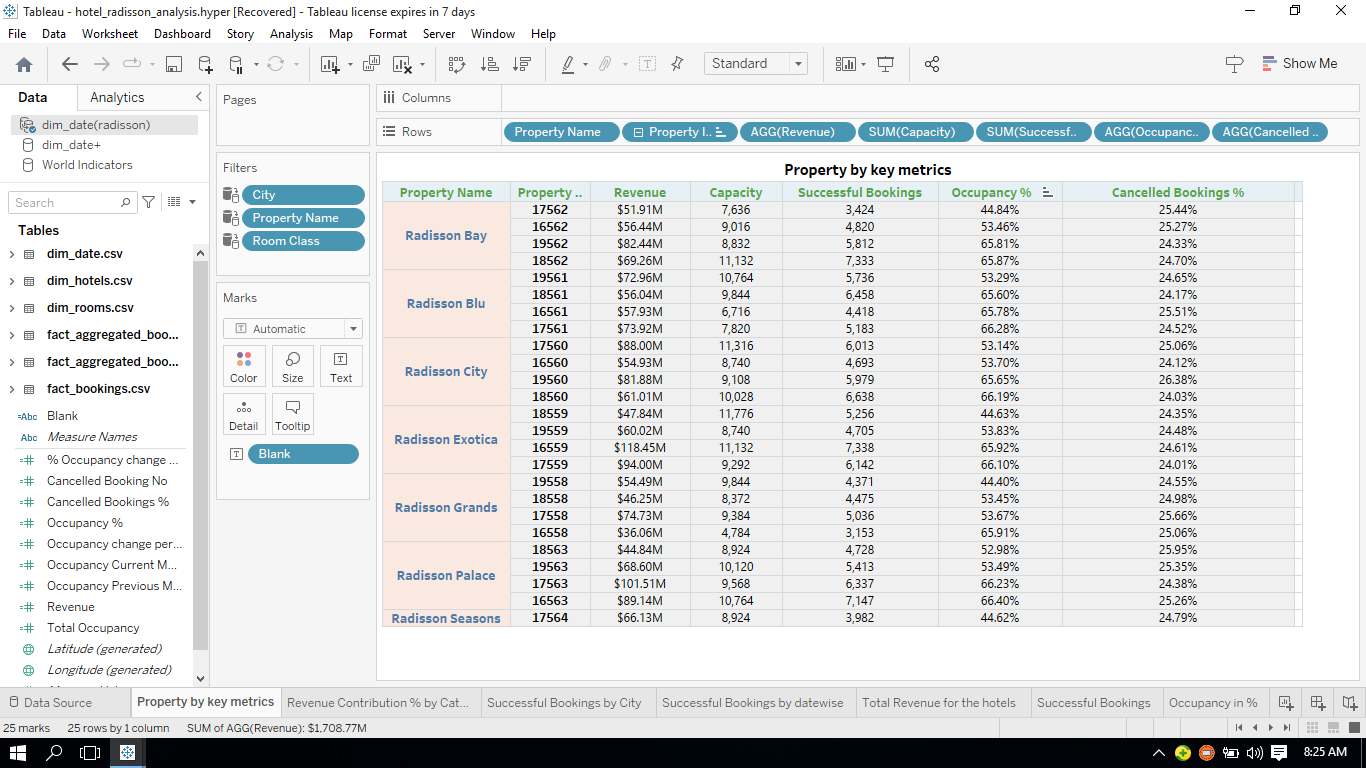 Tableau - hotel_radisson_analysis.hyper [Recovered] - Tableau license expires in 7 days
File Data Worksheet Dashboard Story Analysis Map Format Server Window Help
Standard
Show Me
Data Analytics
dim_date(radisson)
dim_date+
World Indicators
Search
Tables
dim_date.csv
dim_hotels.csv
dim_rooms.csv
fact_aggregated_boo...
fact_aggregated_boo...
fact_bookings.csv
=Abc Blank
Abc Measure Names
% Occupancy change ...
Cancelled Booking No
Cancelled Bookings %
Occupancy %
Occupancy change per...
Occupancy Current M...
Occupancy Previous M...
Revenue
Total Occupancy
Latitude (generated)
Longitude (generated)
Pages
Filters
City
Property Name
Room Class
Marks
T Automatic
Color Size Text
Detail Tooltip
T Blank
Columns
Rows Property Name Property I.. AGG(Revenue) SUM(Capacity) SUM(Successf.. AGG(Occupanc.. AGG(Cancelled ..
Property by key metrics
Property Name Property .. Revenue Capacity Successful Bookings Occupancy % Cancelled Bookings %
Radisson Bay
17562 $51.91M 7,636 3,424 44.84% 25.44%
16562 $56.44M 9,016 4,820 53.46% 25.27%
19562 $82.44M 8,832 5,812 65.81% 24.33%
18562 $69.26M 11,132 7,333 65.87% 24.70%
Radisson Blu
19561 $72.96M 10,764 5,736 53.29% 24.65%
18561 $56.04M 9,844 6,458 65.60% 24.17%
16561 $57.93M 6,716 4,418 65.78% 25.51%
17561 $73.92M 7,820 5,183 66.28% 24.52%
Radisson City
17560 $88.00M 11,316 6,013 53.14% 25.06%
16560 $54.93M 8,740 4,693 53.70% 24.12%
19560 $81.88M 9,108 5,979 65.65% 26.38%
18560 $61.01M 10,028 6,638 66.19% 24.03%
Radisson Exotica
18559 $47.84M 11,776 5,256 44.63% 24.35%
19559 $60.02M 8,740 4,705 53.83% 24.48%
16559 $118.45M 11,132 7,338 65.92% 24.61%
17559 $94.00M 9,292 6,142 66.10% 24.01%
Radisson Grands
19558 $54.49M 9,844 4,371 44.40% 24.55%
18558 $46.25M 8,372 4,475 53.45% 24.98%
17558 $74.73M 9,384 5,036 53.67% 25.66%
16558 $36.06M 4,784 3,153 65.91% 25.06%
Radisson Palace
18563 $44.84M 8,924 4,728 52.98% 25.95%
19563 $68.60M 10,120 5,413 53.49% 25.35%
17563 $101.51M 9,568 6,337 66.23% 24.38%
16563 $89.14M 10,764 7,147 66.40% 25.26%
Radisson Seasons 17564 $66.13M 8,924 3,982 44.62% 24.79%
Data Source Property by key metrics Revenue Contribution % by Cat... Successful Bookings by City Successful Bookings by datewise Total Revenue for the hotels Successful Bookings Occupancy in %
25 marks 25 rows by 1 column SUM of AGG(Revenue): $1,708.77M
8:25 AM